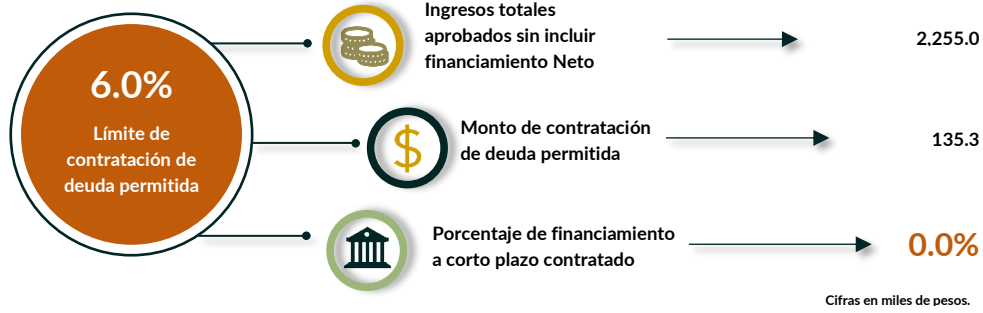 6.0%
Límite de
contratación de
deuda permitida
Ingresos totales
aprobados sin incluir
financiamiento Neto
2,255.0
Monto de contratación
de deuda permitida
135.3
Porcentaje de financiamiento
a corto plazo contratado
0.0%
Cifras en miles de pesos.